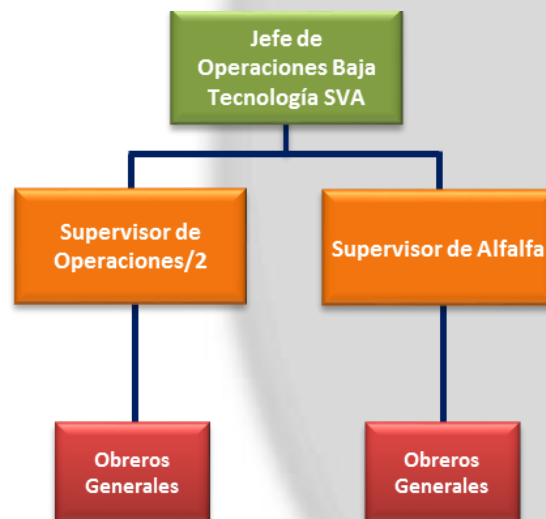 Jefe de
Operaciones Baja
Tecnología SVA
Supervisor de
Operaciones/2
Supervisor de Alfalfa
Obreros
Generales
Obreros
Generales